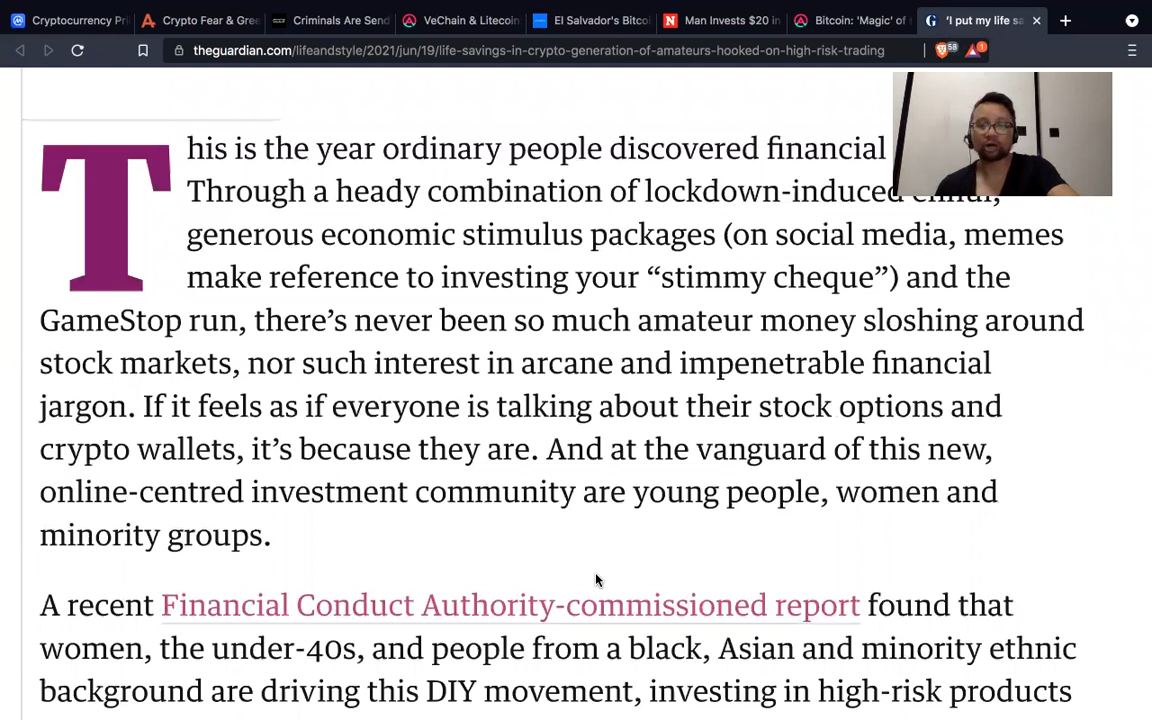 Cryptocurrency Pri
Crypto Fear & Gre
Criminals Are Send
VeChain & Litecoin
El Salvador's Bitco
Man Invests $20 in
Bitcoin: 'Magic' of
'I put my life sa
theguardian.com/lifeandstyle/2021/jun/19/life-savings-in-crypto-generation-of-amateurs-hooked-on-high-risk-trading
58
1
This is the year ordinary people discovered financial
Through a heady combination of lockdown-induced
generous economic stimulus packages (on social media, memes
make reference to investing your “stimmy cheque”) and the
GameStop run, there’s never been so much amateur money sloshing around
stock markets, nor such interest in arcane and impenetrable financial
jargon. If it feels as if everyone is talking about their stock options and
crypto wallets, it’s because they are. And at the vanguard of this new,
online-centred investment community are young people, women and
minority groups.
A recent Financial Conduct Authority-commissioned report found that
women, the under-40s, and people from a black, Asian and minority ethnic
background are driving this DIY movement, investing in high-risk products